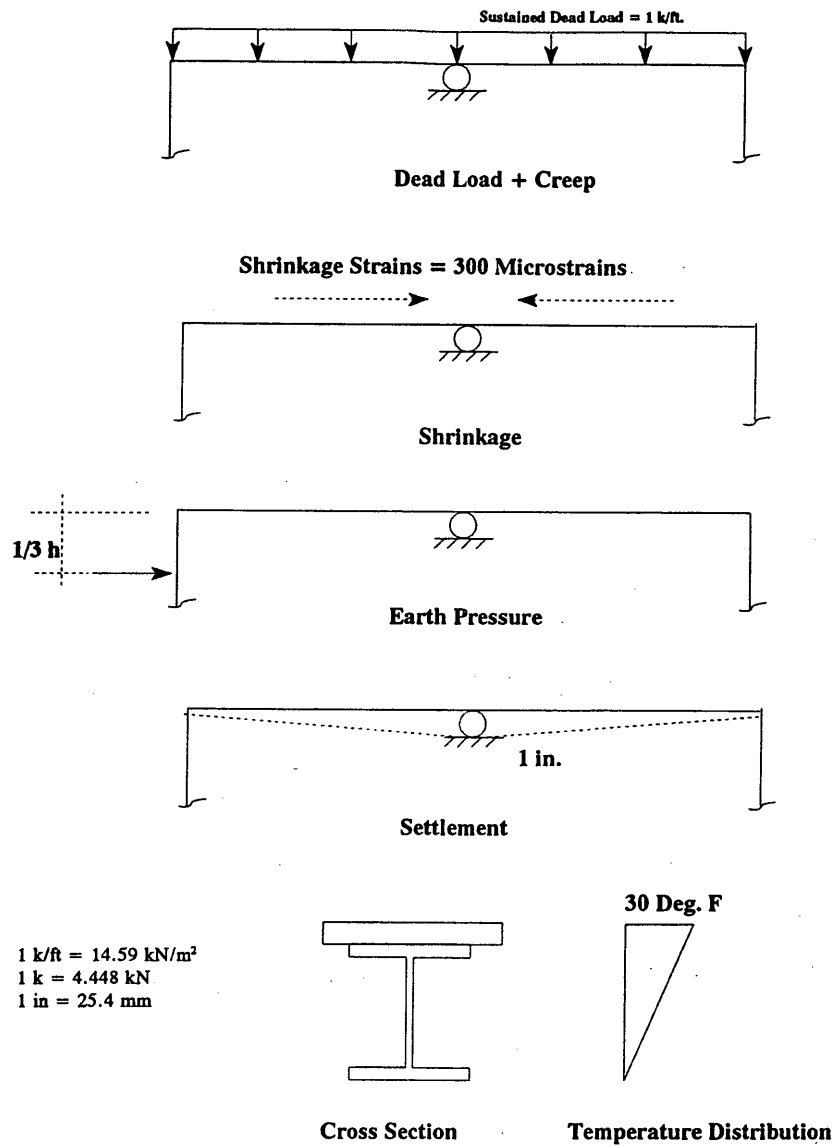 Sustained Dead Load = 1 k/ft.
Dead Load + Creep
Shrinkage Strains = 300 Microstrains
Shrinkage
1/3 h
Earth Pressure
1 in.
Settlement
30 Deg. F
1 k/ft = 14.59 kN/m²
1 k = 4.448 kN
1 in = 25.4 mm
Cross Section
Temperature Distribution